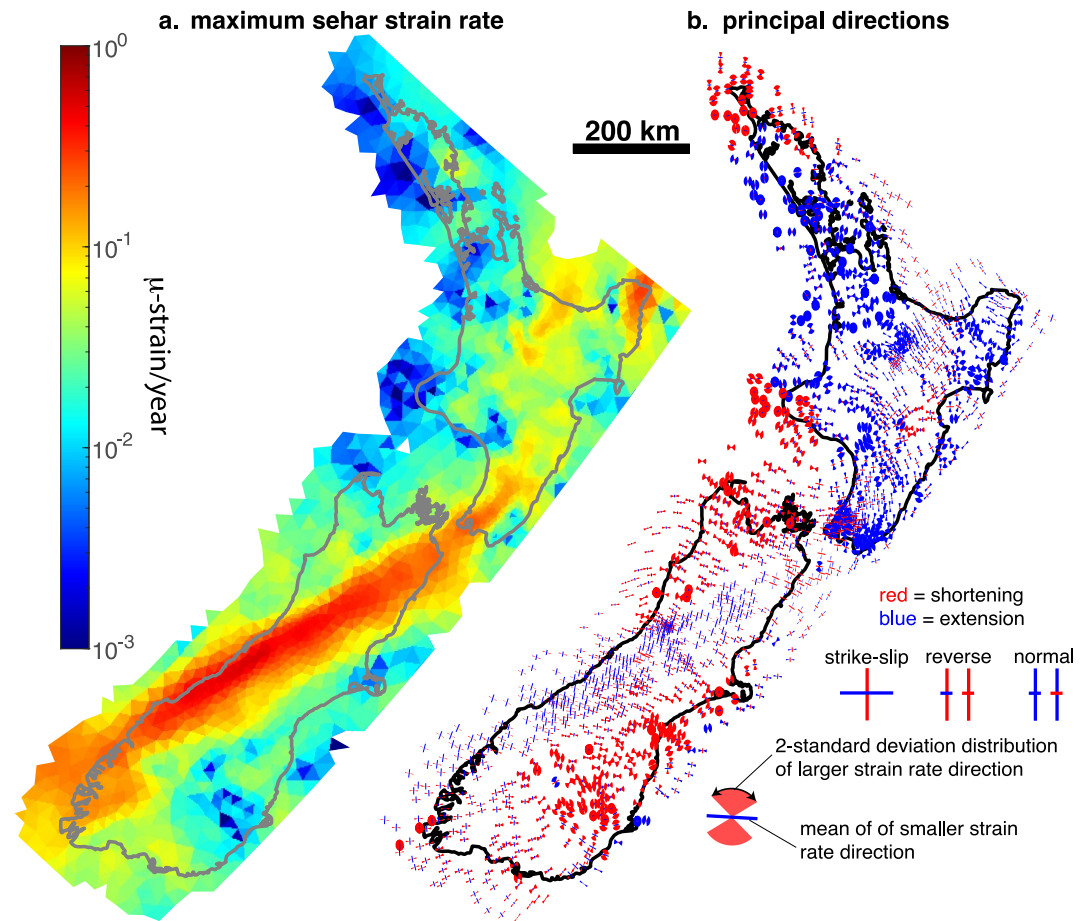 a. maximum sehar strain rate
b. principal directions
10^0
10^-1
10^-2
10^-3
μ-strain/year
200 km
red = shortening
blue = extension
strike-slip reverse normal
2-standard deviation distribution
of larger strain rate direction
mean of of smaller strain
rate direction